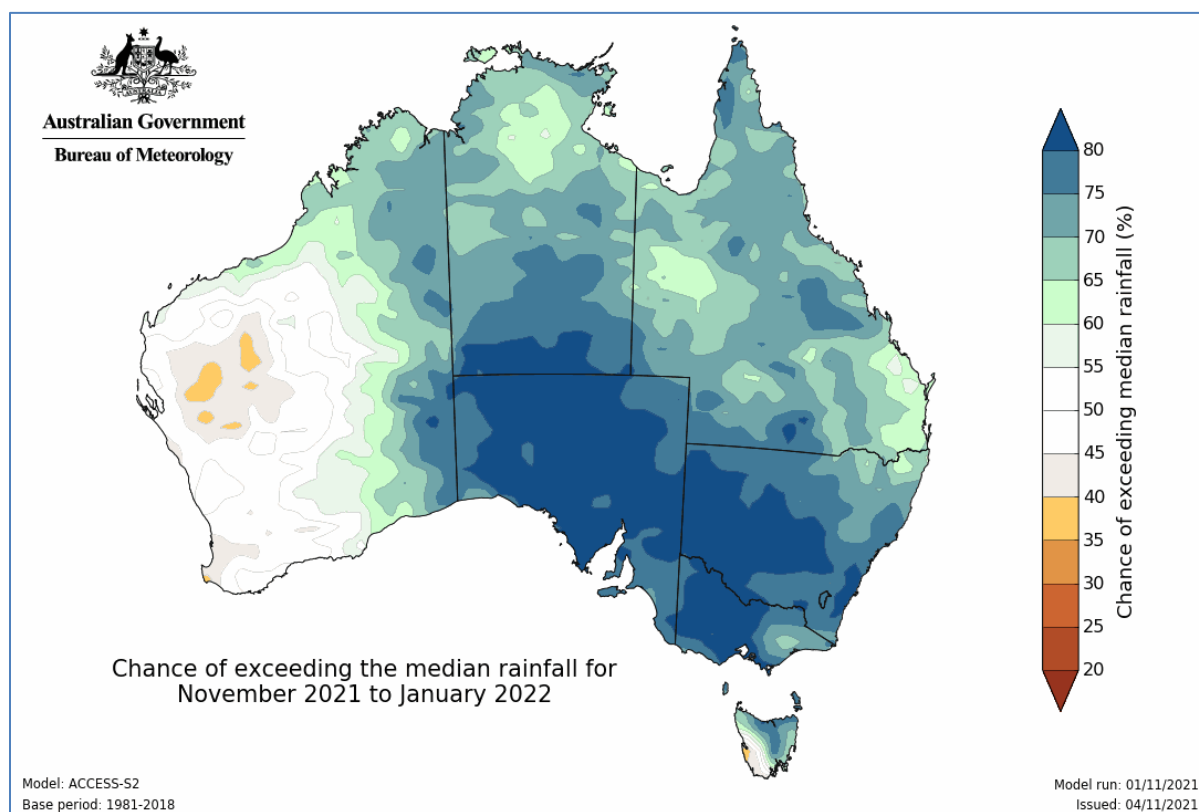 Australian Government
Bureau of Meteorology
80
75
70
65
60
55
50
45
40
35
30
25
20
Chance of exceeding median rainfall (%)
Chance of exceeding the median rainfall for
November 2021 to January 2022
Model: ACCESS-S2
Base period: 1981-2018
Model run: 01/11/2021
Issued: 04/11/2021